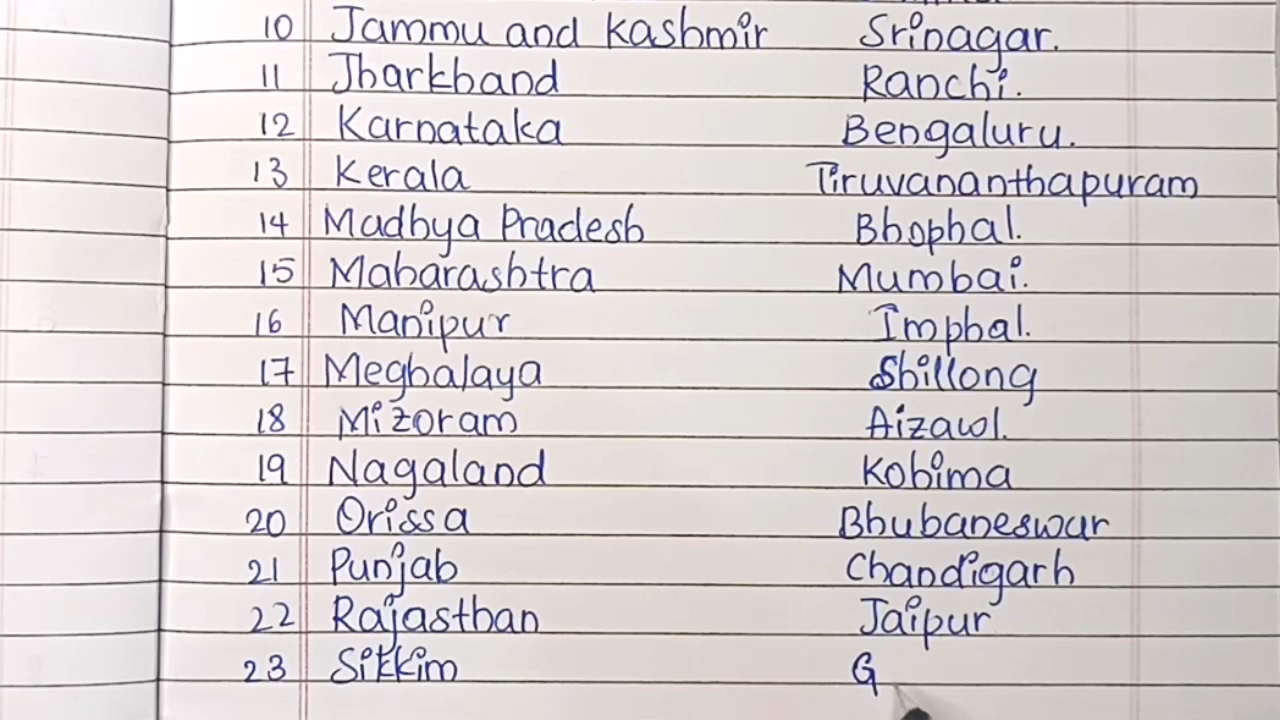 10 Jammu and Kashmir Srinagar.
11 Jharkhand Ranchi.
12 Karnataka Bengaluru.
13 Kerala Tiruvananthapuram
14 Madhya Pradesh Bhophal.
15 Maharashtra Mumbai.
16 Manipur Imphal.
17 Meghalaya Shillong
18 Mizoram Aizawl.
19 Nagaland Kohima
20 Orissa Bhubaneswar
21 Punjab Chandigarh
22 Rajasthan Jaipur
23 Sikkim G